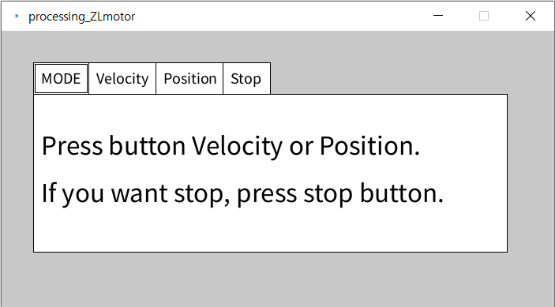 processing_ZLmotor
MODE Velocity Position Stop
Press button Velocity or Position.
If you want stop, press stop button.